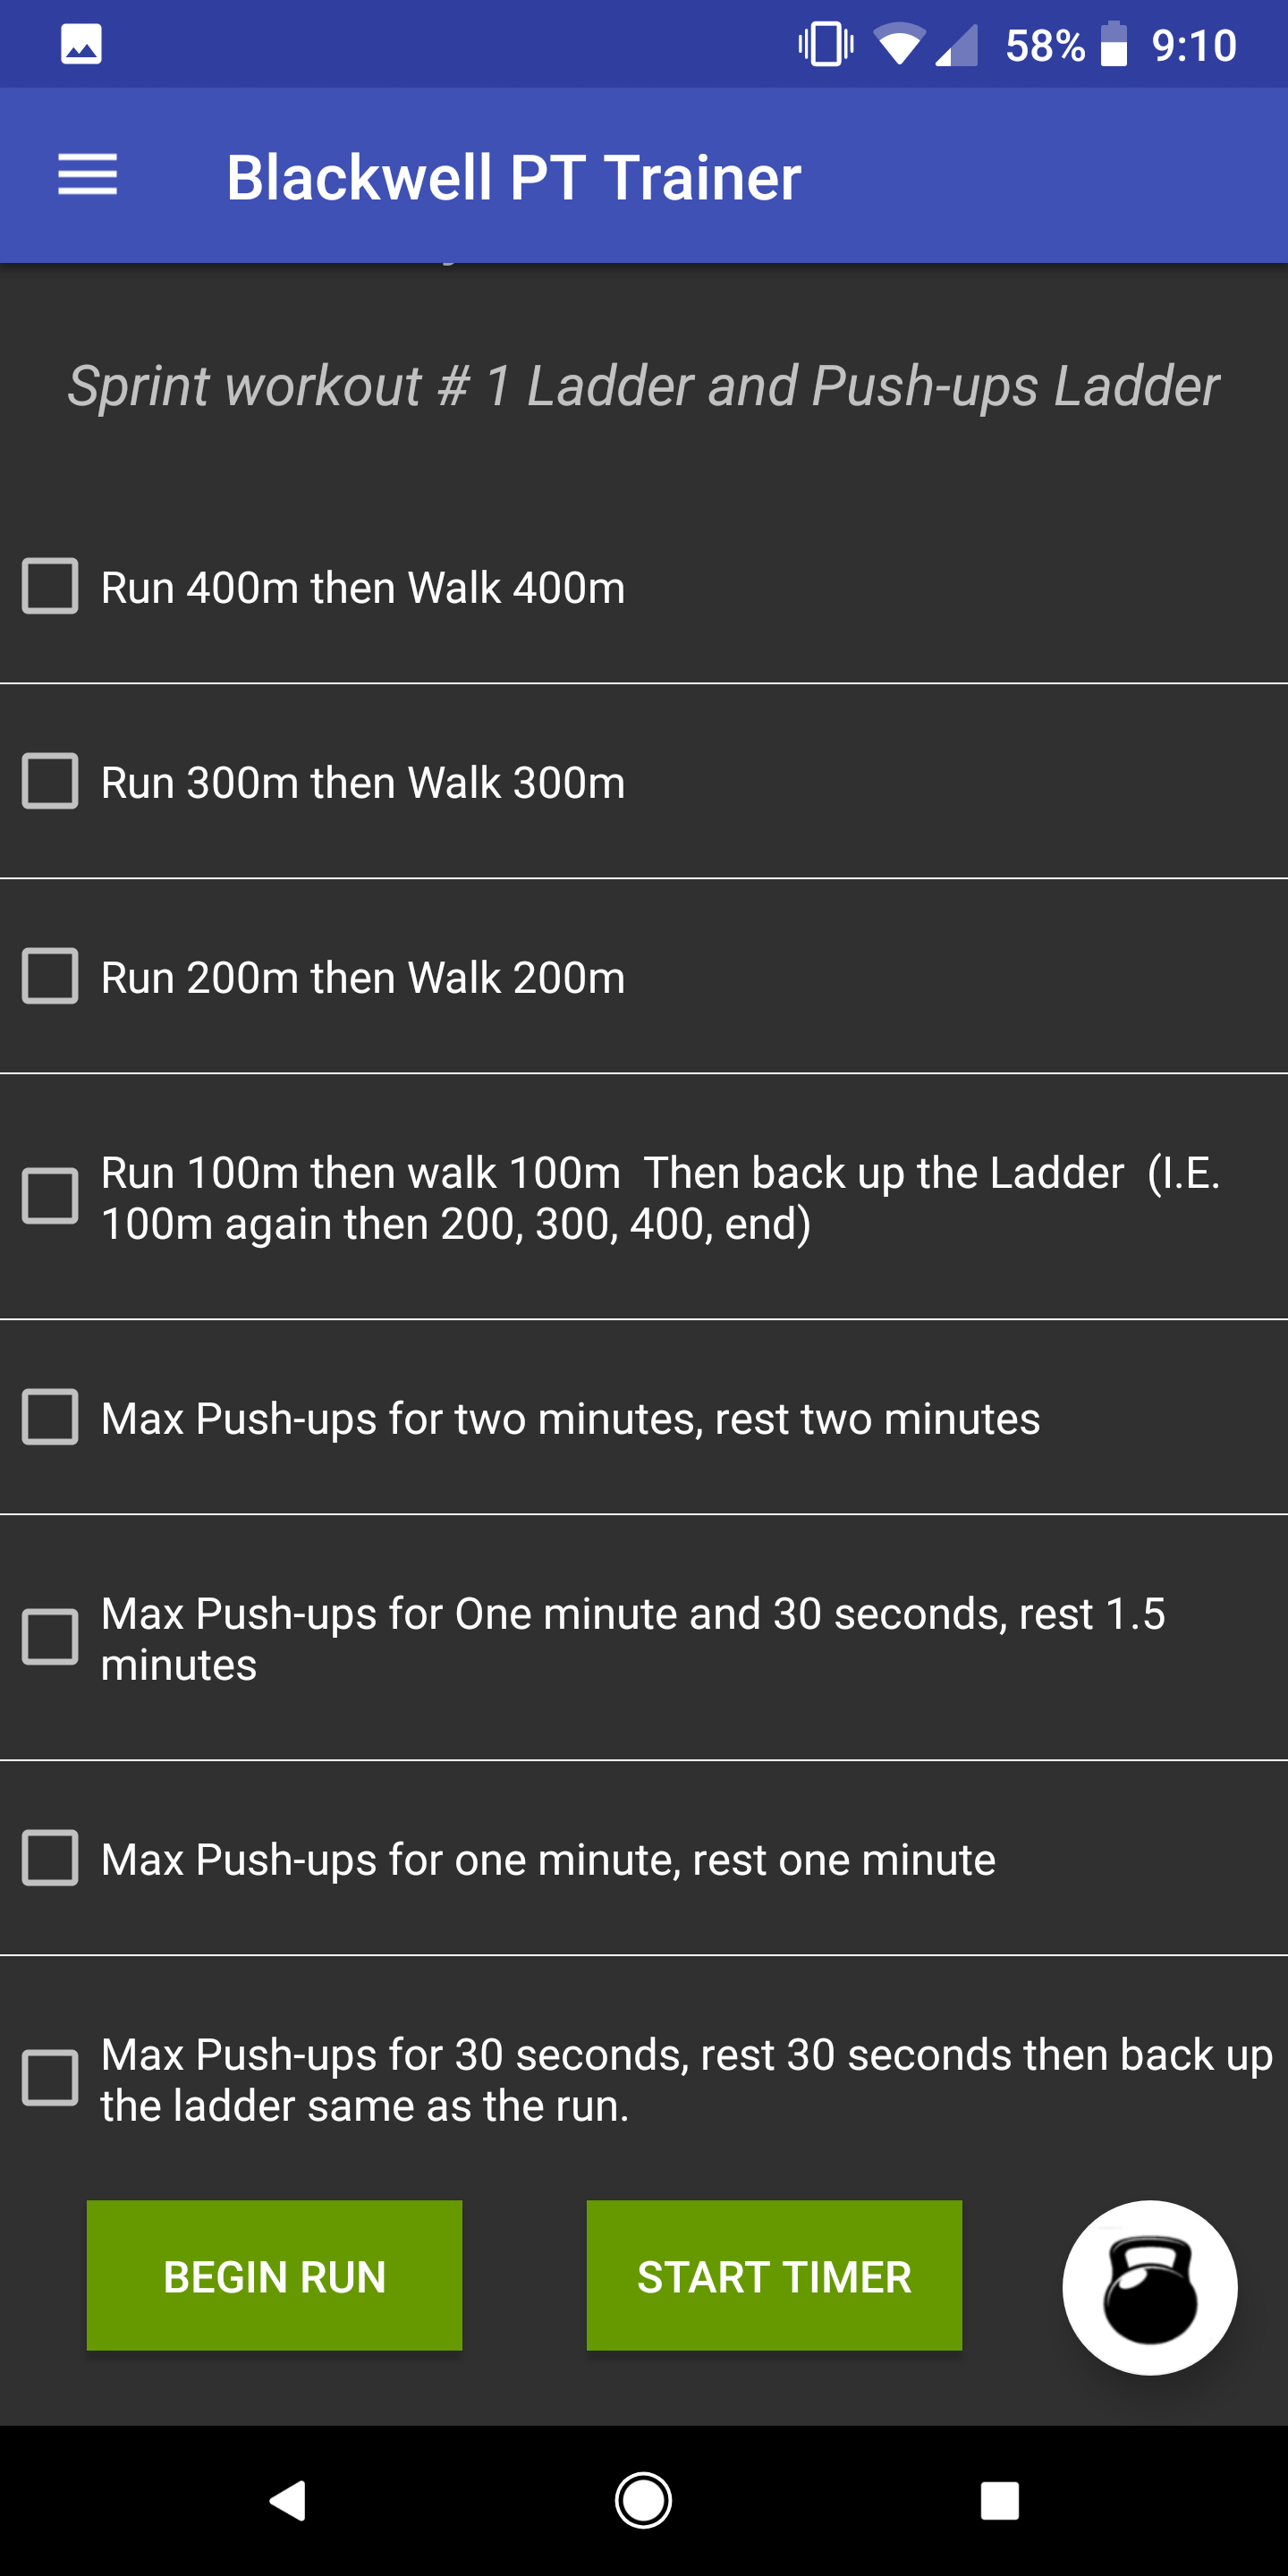 58% 9:10
Blackwell PT Trainer
Sprint workout # 1 Ladder and Push-ups Ladder
Run 400m then Walk 400m
Run 300m then Walk 300m
Run 200m then Walk 200m
Run 100m then walk 100m  Then back up the Ladder  (I.E.
100m again then 200, 300, 400, end)
Max Push-ups for two minutes, rest two minutes
Max Push-ups for One minute and 30 seconds, rest 1.5
minutes
Max Push-ups for one minute, rest one minute
Max Push-ups for 30 seconds, rest 30 seconds then back up
the ladder same as the run.
BEGIN RUN
START TIMER